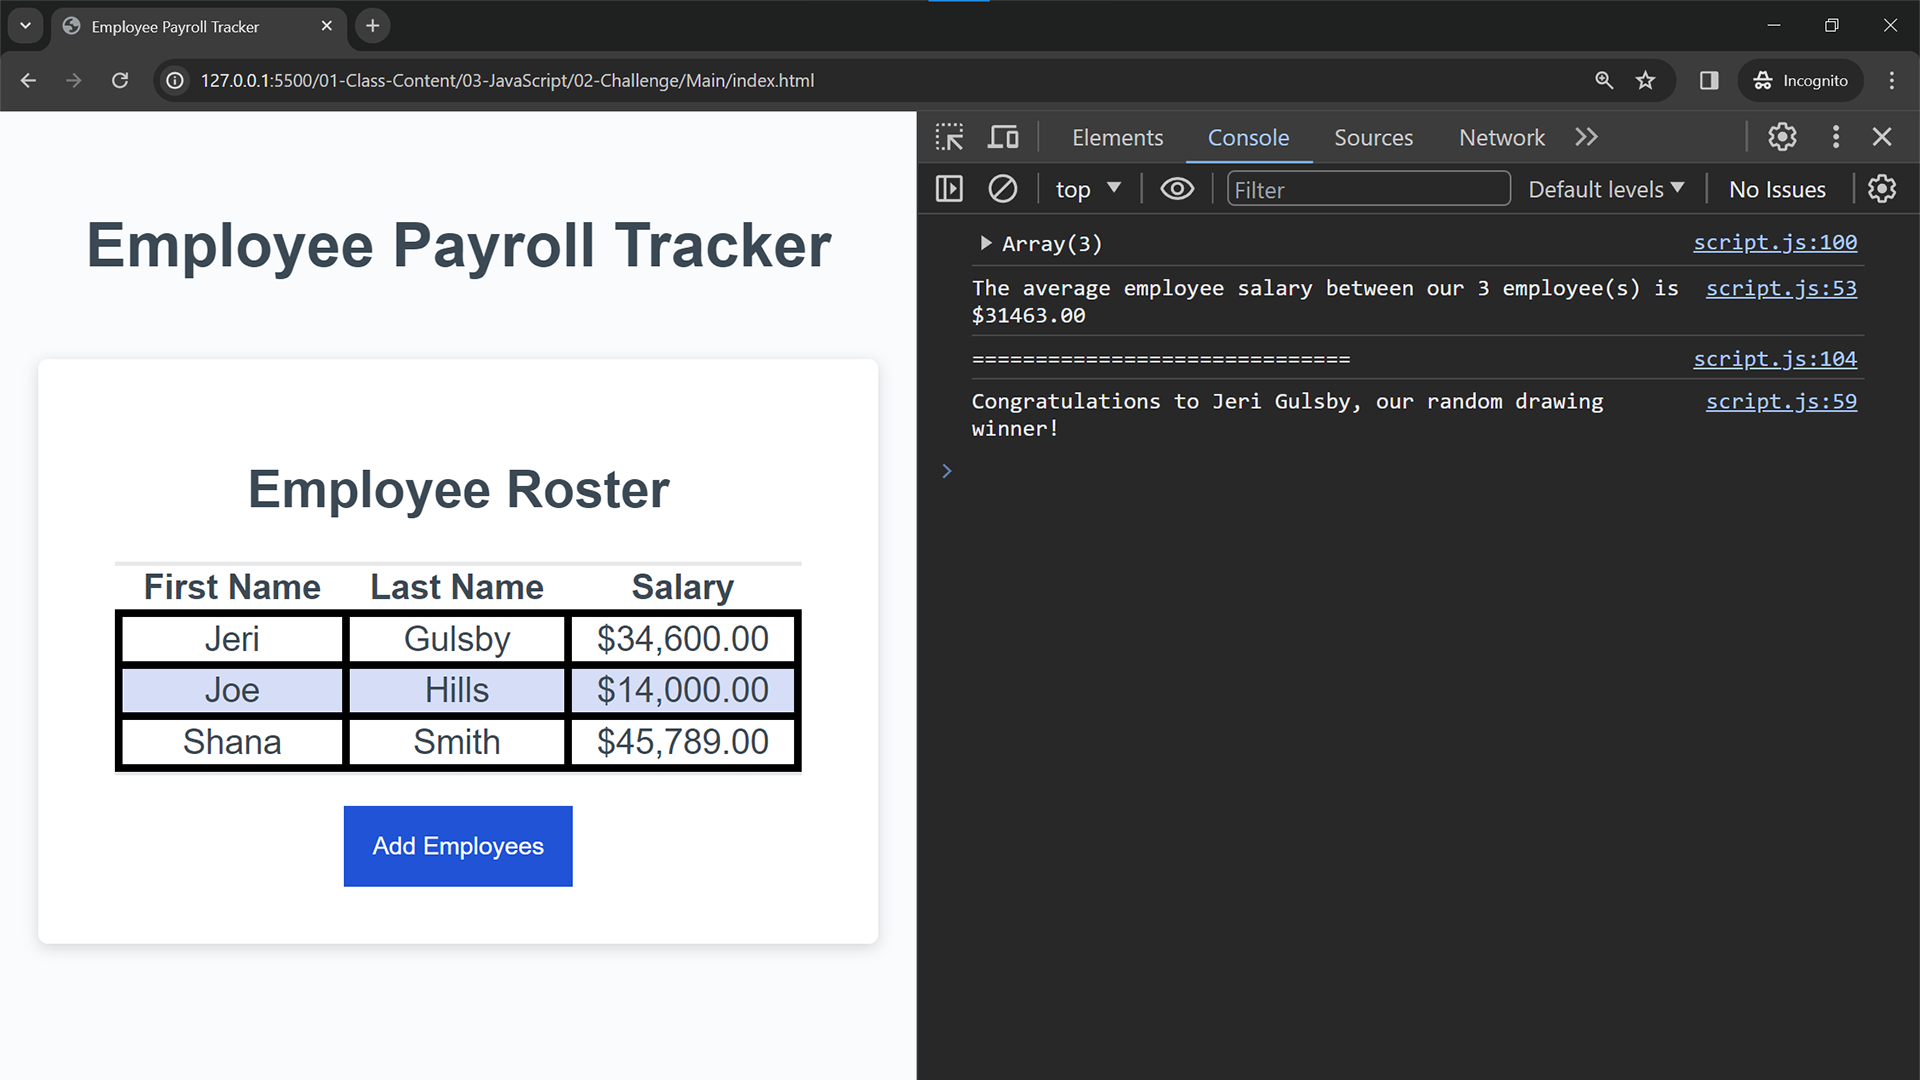 Employee Payroll Tracker
127.0.0.1:5500/01-Class-Content/03-JavaScript/02-Challenge/Main/index.html
Incognito
Employee Payroll Tracker
Employee Roster
First Name Last Name Salary
Jeri Gulsby $34,600.00
Joe Hills $14,000.00
Shana Smith $45,789.00
Add Employees
Elements Console Sources Network
top Filter Default levels No Issues
Array(3) script.js:100
The average employee salary between our 3 employee(s) is script.js:53
$31463.00
============================== script.js:104
Congratulations to Jeri Gulsby, our random drawing script.js:59
winner!